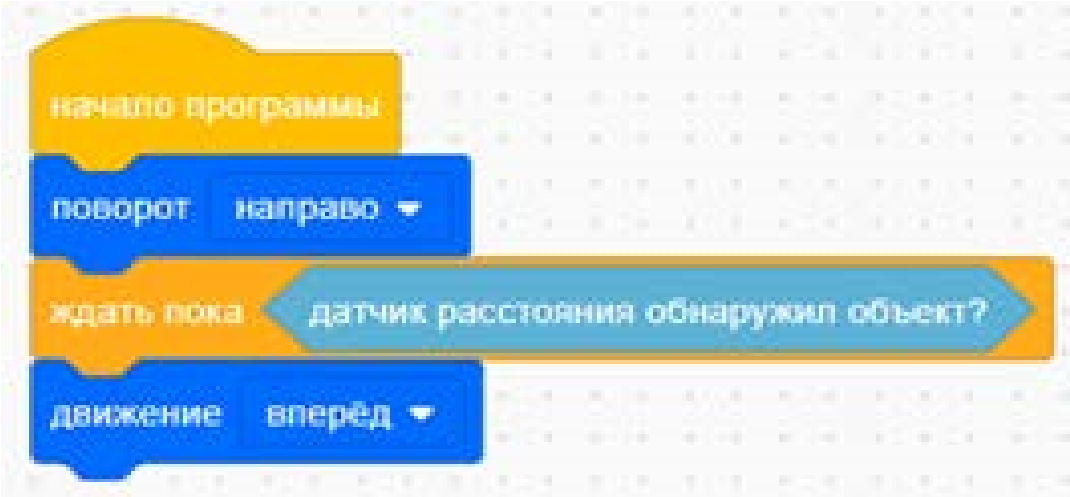 начало программы
поворот направо
ждать пока датчик расстояния обнаружил объект?
движение вперёд